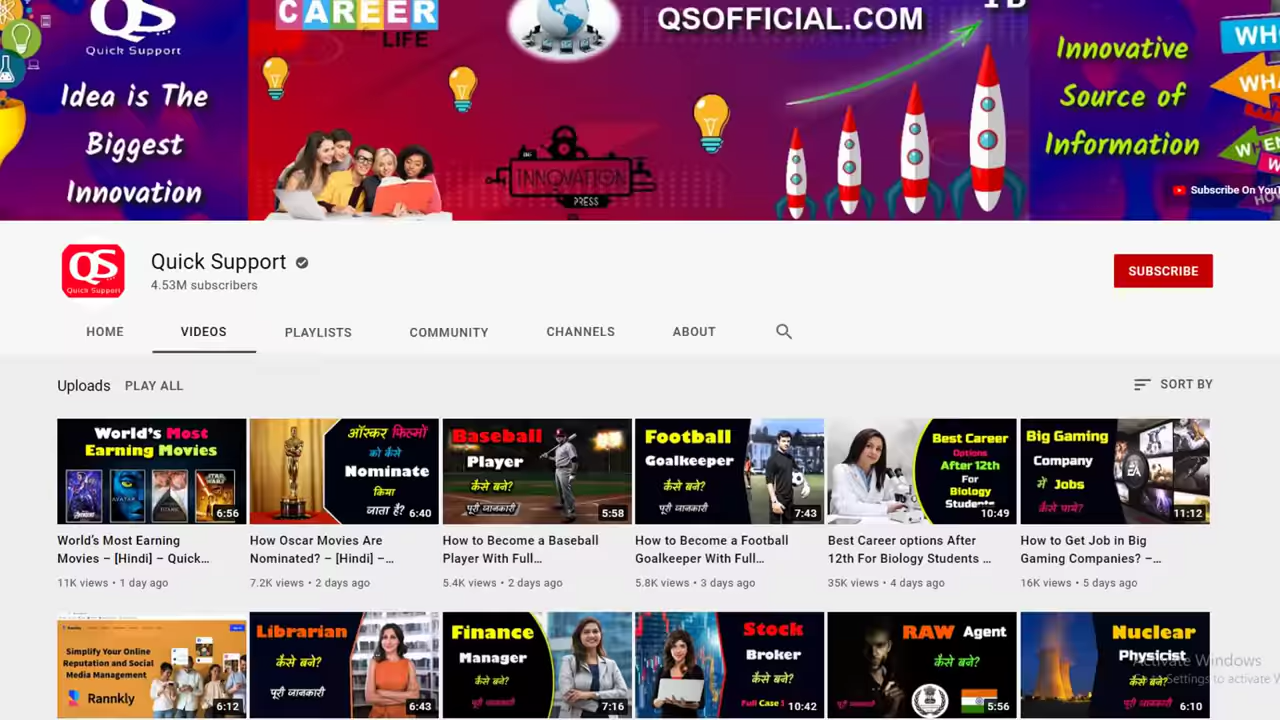 QS
Quick Support
Idea is The
Biggest
Innovation
CAREER
LIFE
QSOFFICIAL.COM
INNOVATION
PRESS
Innovative
Source of
Information
WHEN
Subscribe On
QS
Quick Support
Quick Support
4.53M subscribers
SUBSCRIBE
HOME
VIDEOS
PLAYLISTS
COMMUNITY
CHANNELS
ABOUT
Uploads
PLAY ALL
SORT BY
World's Most
Earning Movies
6:56
ऑस्कर फिल्मों
को कैसे
Nominate
किया
जाता है?
6:40
Baseball
Player
कैसे बने?
पूरी जानकारी
5:58
Football
Goalkeeper
कैसे बने?
पूरी जानकारी
7:43
Best Career
Options
After 12th
For
Biology
Students
10:49
Big Gaming
Company
में Jobs
कैसे पाये?
EA
11:12
World's Most Earning
Movies – [Hindi] – Quick...
11K views • 1 day ago
How Oscar Movies Are
Nominated? – [Hindi] –...
7.2K views • 2 days ago
How to Become a Baseball
Player With Full...
5.4K views • 2 days ago
How to Become a Football
Goalkeeper With Full...
5.8K views • 3 days ago
Best Career options After
12th For Biology Students ...
35K views • 4 days ago
How to Get Job in Big
Gaming Companies? –...
16K views • 5 days ago
Rannkly
Simplify Your Online
Reputation and Social
Media Management
Rannkly
6:12
Librarian
कैसे बने?
पूरी जानकारी
6:43
Finance
Manager
कैसे बने?
पूरी जानकारी
7:16
Stock
Broker
कैसे बने?
Full Case
10:42
RAW Agent
कैसे बने?
पूरी जानकारी
5:56
Nuclear
Physicist
कैसे बने?
पूरी जानकारी
6:10
Activate Windows
Settings to activate